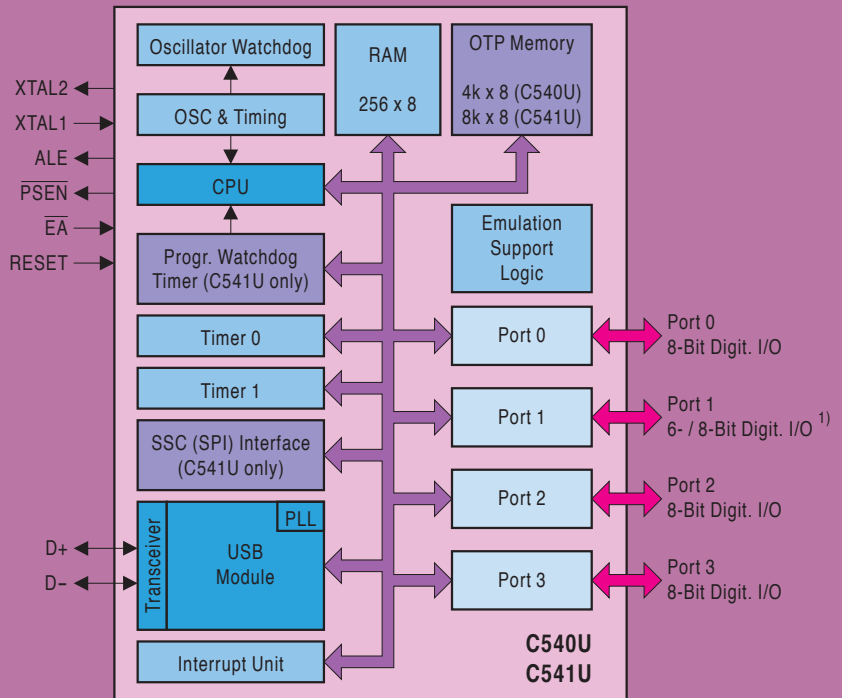 Oscillator Watchdog
RAM
256 x 8
OTP Memory
4k x 8 (C540U)
8k x 8 (C541U)
XTAL2
XTAL1
OSC & Timing
ALE
PSEN
CPU
EA
RESET
Progr. Watchdog
Timer (C541U only)
Emulation
Support
Logic
Timer 0
Port 0
Port 0
8-Bit Digit. I/O
Timer 1
Port 1
Port 1
6- / 8-Bit Digit. I/O 1)
SSC (SPI) Interface
(C541U only)
Port 2
Port 2
8-Bit Digit. I/O
D+
D-
Transceiver
PLL
USB
Module
Port 3
Port 3
8-Bit Digit. I/O
Interrupt Unit
C540U
C541U